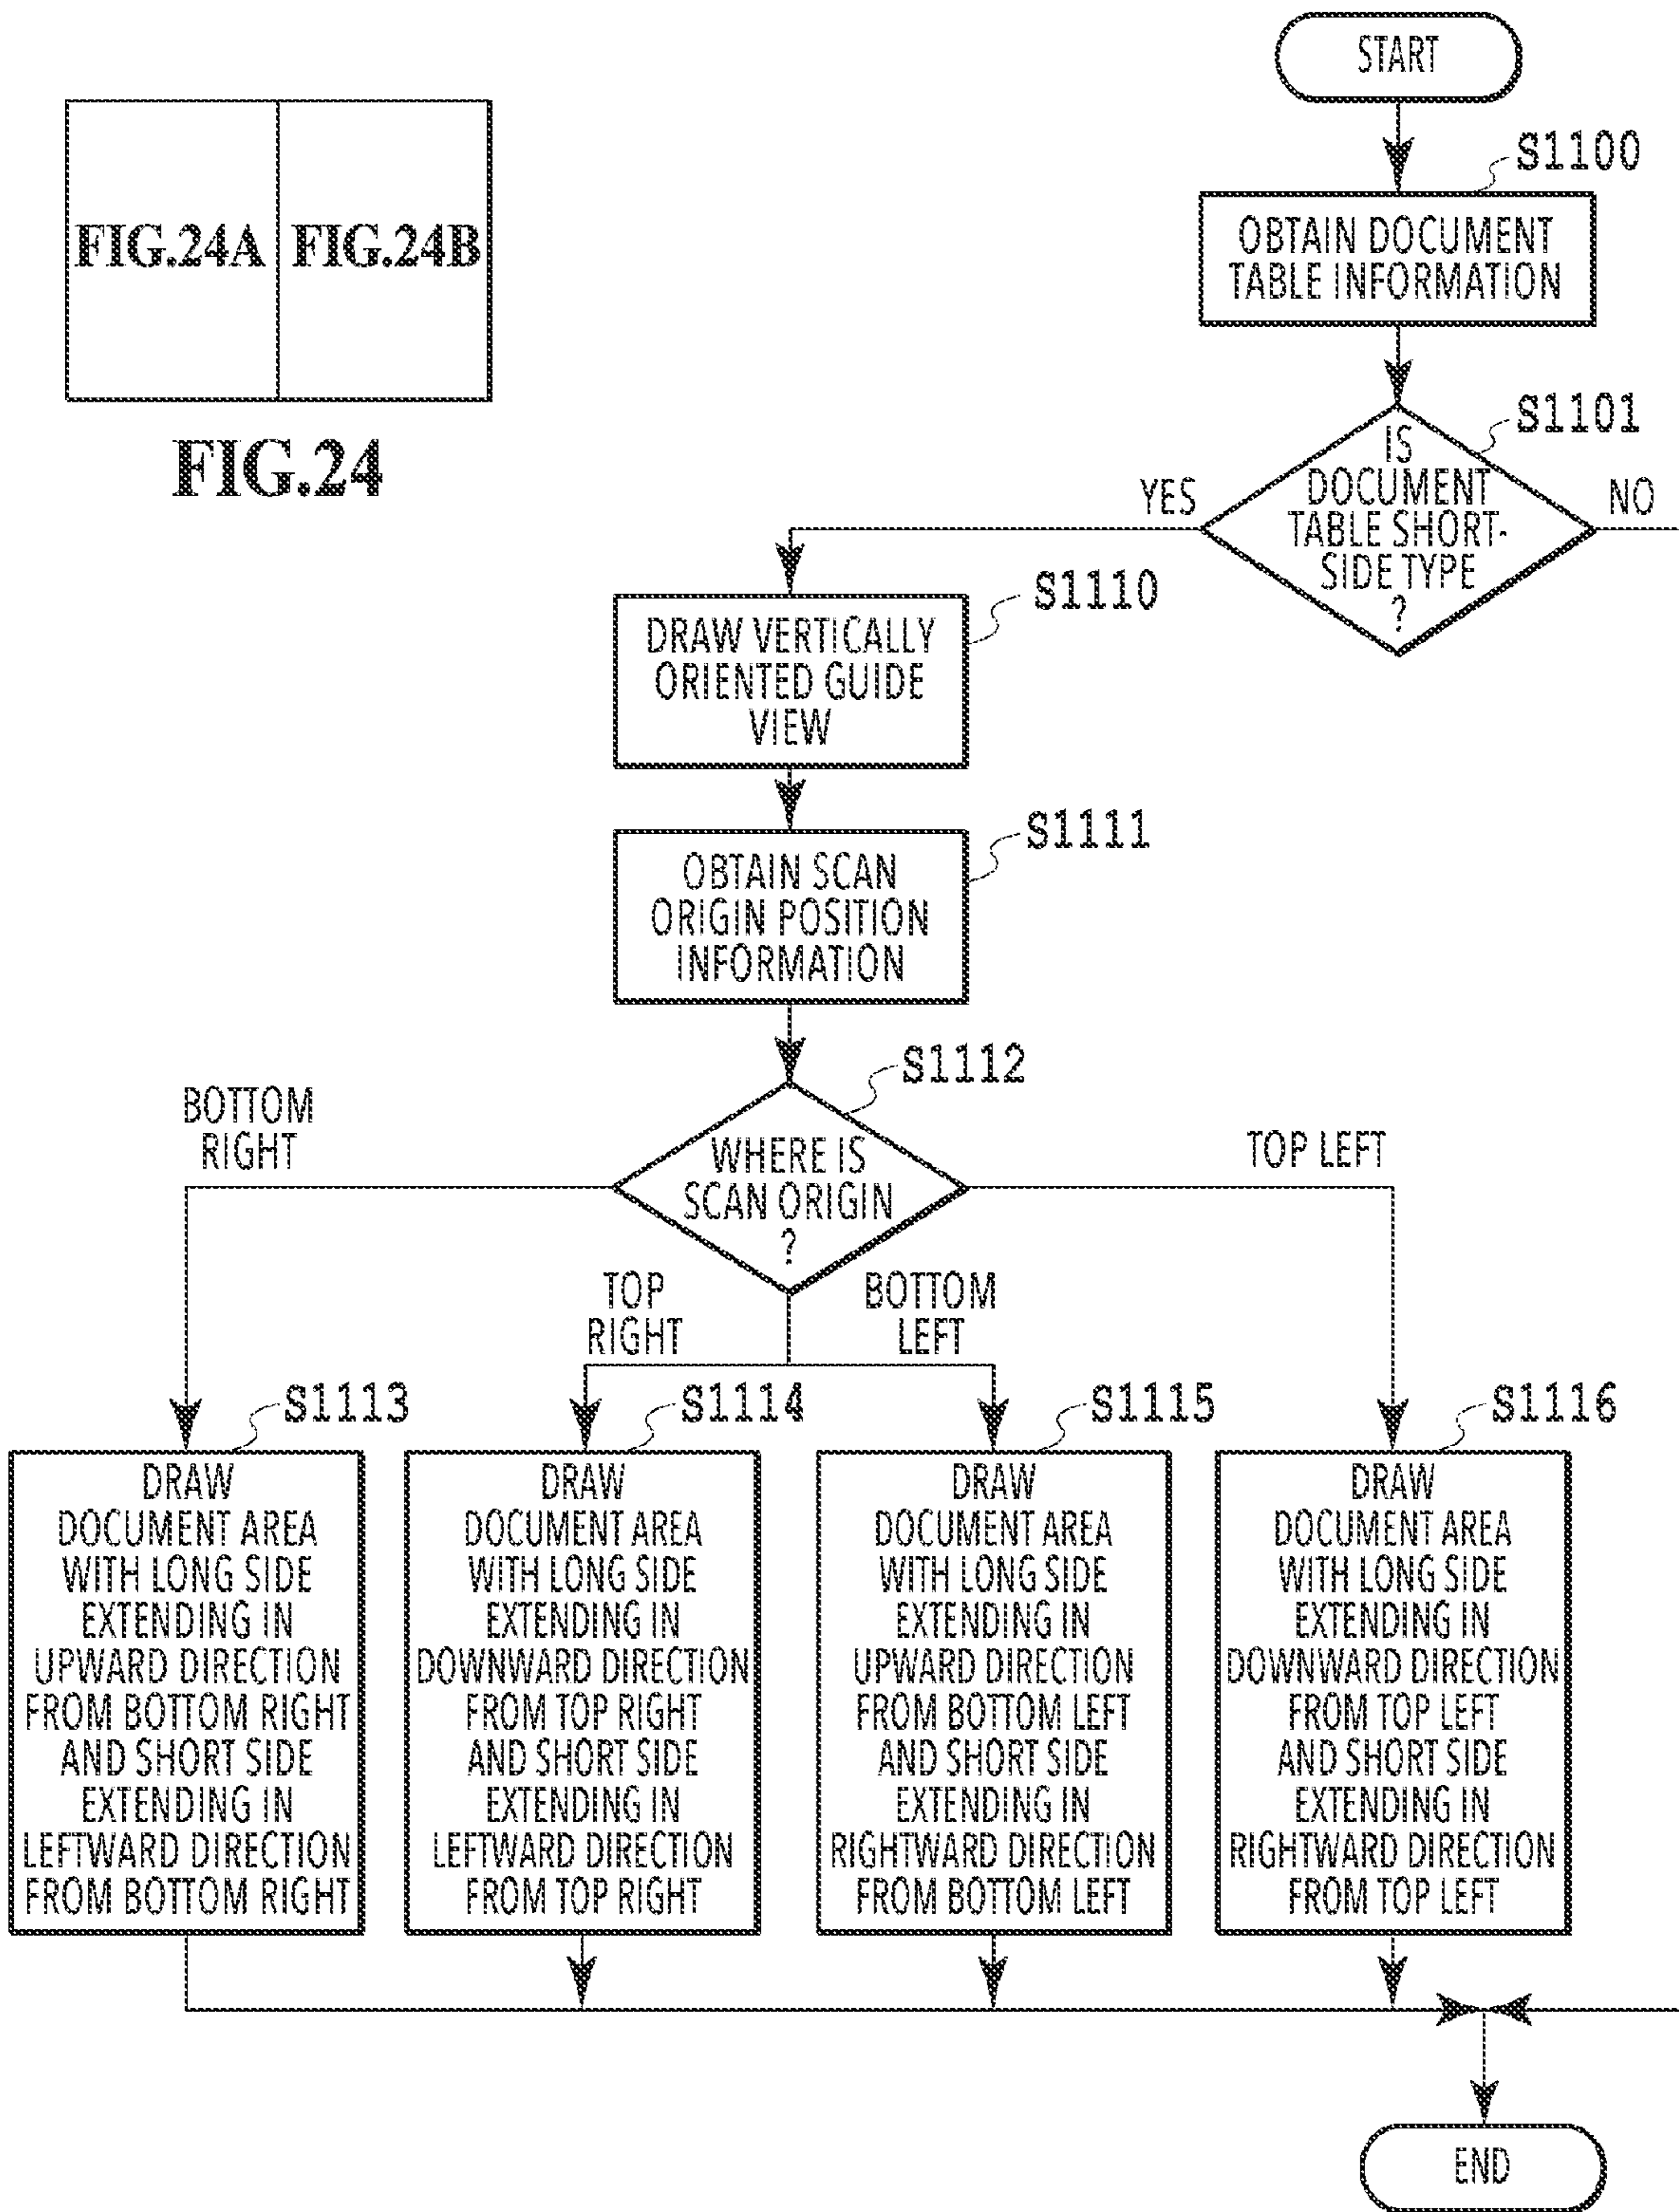 FIG.24A
FIG.24B
FIG.24
START
S1100
OBTAIN DOCUMENT
TABLE INFORMATION
S1101
IS
DOCUMENT
TABLE SHORT-
SIDE TYPE
?
YES
NO
S1110
DRAW VERTICALLY
ORIENTED GUIDE
VIEW
S1111
OBTAIN SCAN
ORIGIN POSITION
INFORMATION
S1112
WHERE IS
SCAN ORIGIN
?
BOTTOM
RIGHT
TOP
RIGHT
BOTTOM
LEFT
TOP LEFT
S1113
DRAW
DOCUMENT AREA
WITH LONG SIDE
EXTENDING IN
UPWARD DIRECTION
FROM BOTTOM RIGHT
AND SHORT SIDE
EXTENDING IN
LEFTWARD DIRECTION
FROM BOTTOM RIGHT
S1114
DRAW
DOCUMENT AREA
WITH LONG SIDE
EXTENDING IN
DOWNWARD DIRECTION
FROM TOP RIGHT
AND SHORT SIDE
EXTENDING IN
LEFTWARD DIRECTION
FROM TOP RIGHT
S1115
DRAW
DOCUMENT AREA
WITH LONG SIDE
EXTENDING IN
UPWARD DIRECTION
FROM BOTTOM LEFT
AND SHORT SIDE
EXTENDING IN
RIGHTWARD DIRECTION
FROM BOTTOM LEFT
S1116
DRAW
DOCUMENT AREA
WITH LONG SIDE
EXTENDING IN
DOWNWARD DIRECTION
FROM TOP LEFT
AND SHORT SIDE
EXTENDING IN
RIGHTWARD DIRECTION
FROM TOP LEFT
END